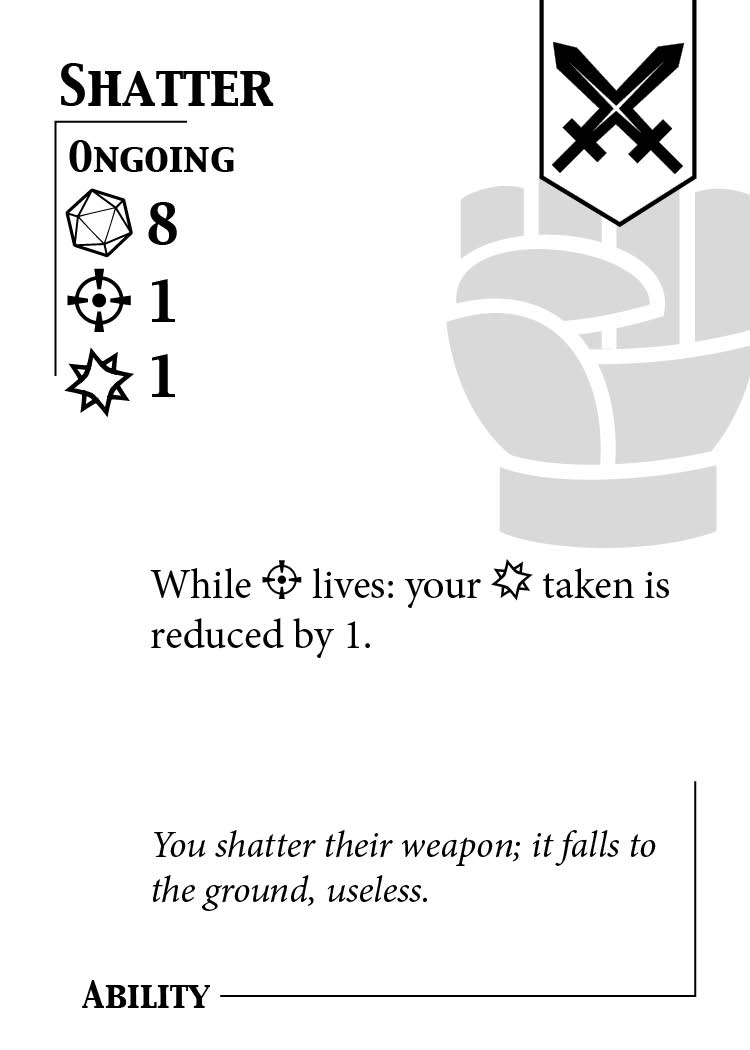 Shatter
Ongoing
8
1
1
While lives: your taken is
reduced by 1.
You shatter their weapon; it falls to
the ground, useless.
Ability